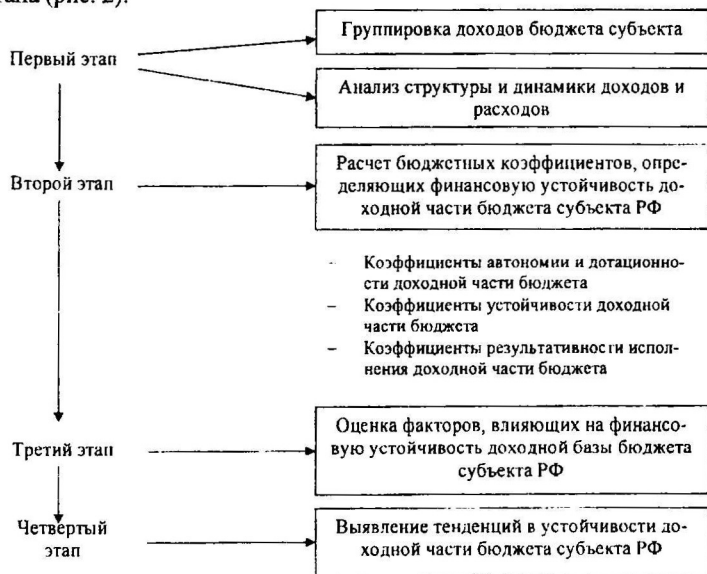 (рис. 2).
Группировка доходов бюджета субъекта
Первый этап
Анализ структуры и динамики доходов и
расходов
Второй этап
Расчет бюджетных коэффициентов, опре-
деляющих финансовую устойчивость до-
ходной части бюджета субъекта РФ
- Коэффициенты автономии и дотационно-
сти доходной части бюджета
– Коэффициенты устойчивости доходной
части бюджета
– Коэффициенты результативности испол-
нения доходной части бюджета
Третий этап
Оценка факторов, влияющих на финансо-
вую устойчивость доходной базы бюджета
субъекта РФ
Четвертый
этап
Выявление тенденций в устойчивости до-
ходной части бюджета субъекта РФ